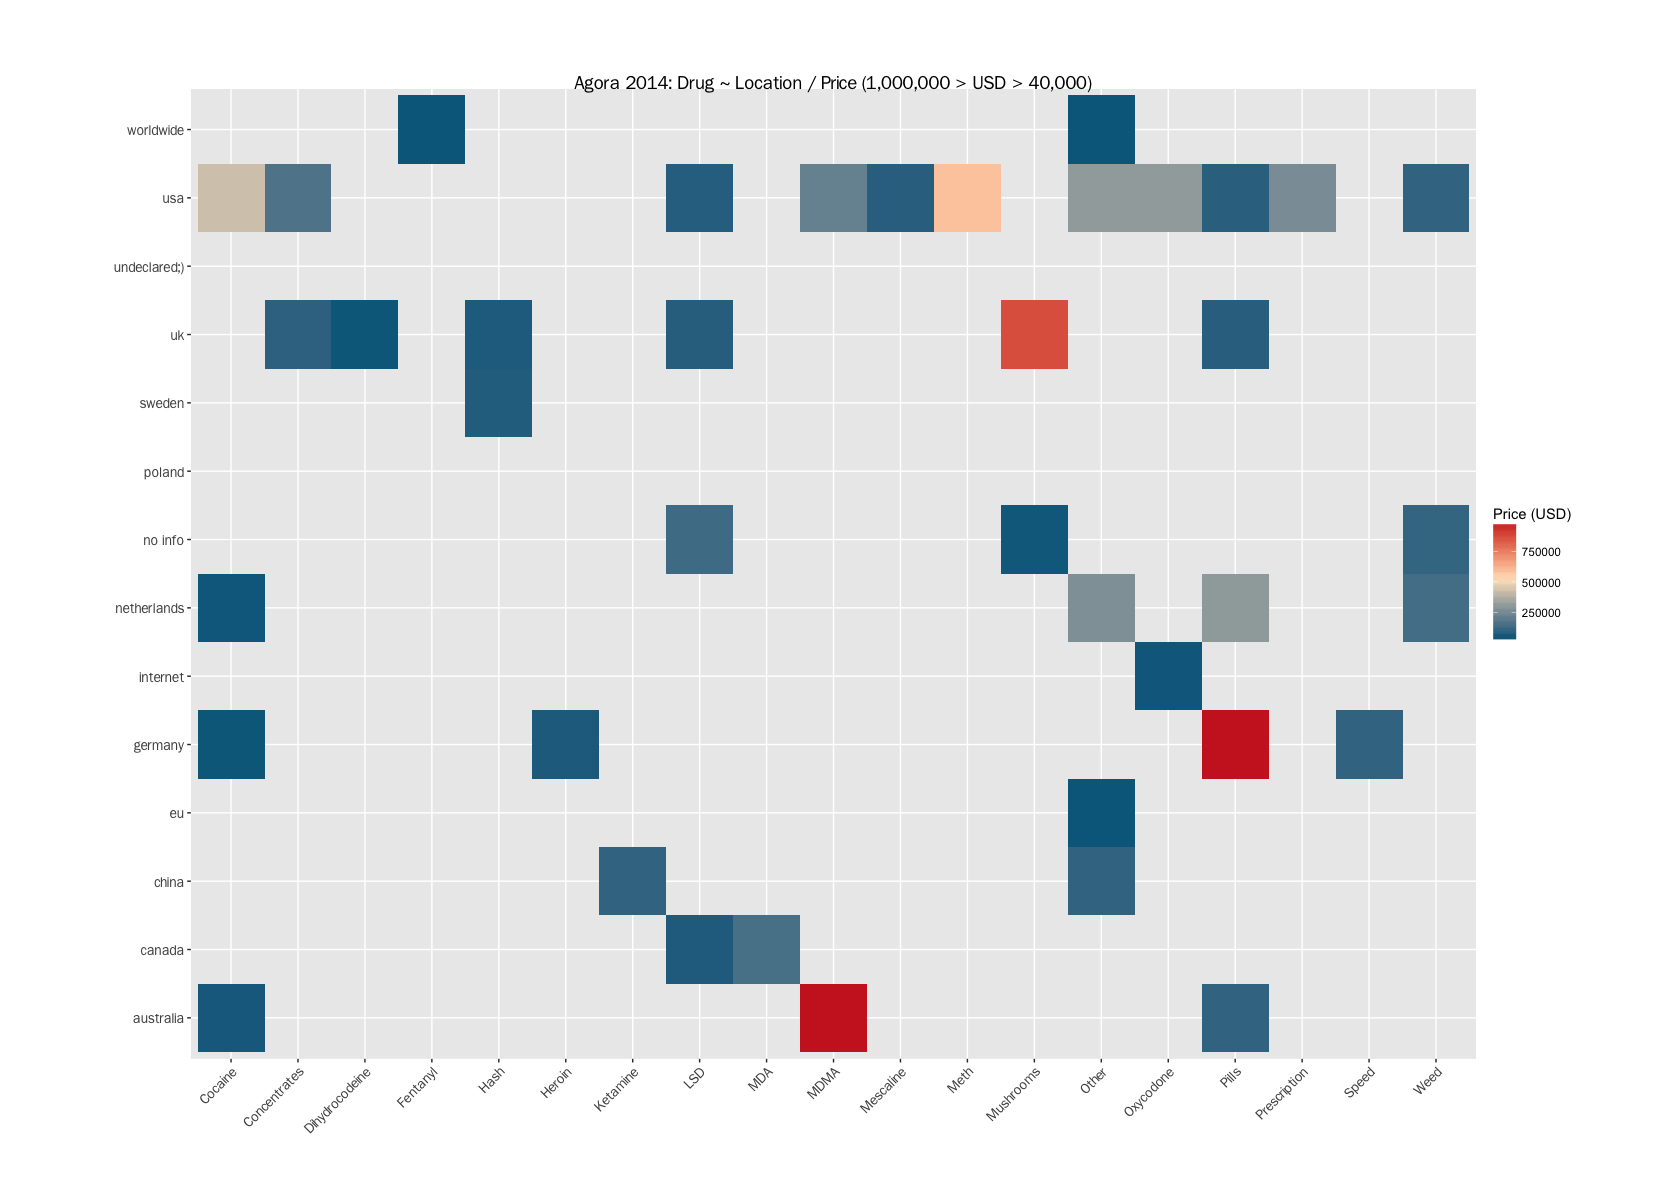 Agora 2014: Drug ~ Location / Price (1,000,000 > USD > 40,000)
worldwide
usa
undeclared;)
uk
sweden
poland
no info
netherlands
internet
germany
eu
china
canada
australia
Price (USD)
750000
500000
250000
Cocaine
Concentrates
Dihydrocodeine
Fentanyl
Hash
Heroin
Ketamine
LSD
MDA
MDMA
Mescaline
Meth
Mushrooms
Other
Oxycodone
Pills
Prescription
Speed
Weed